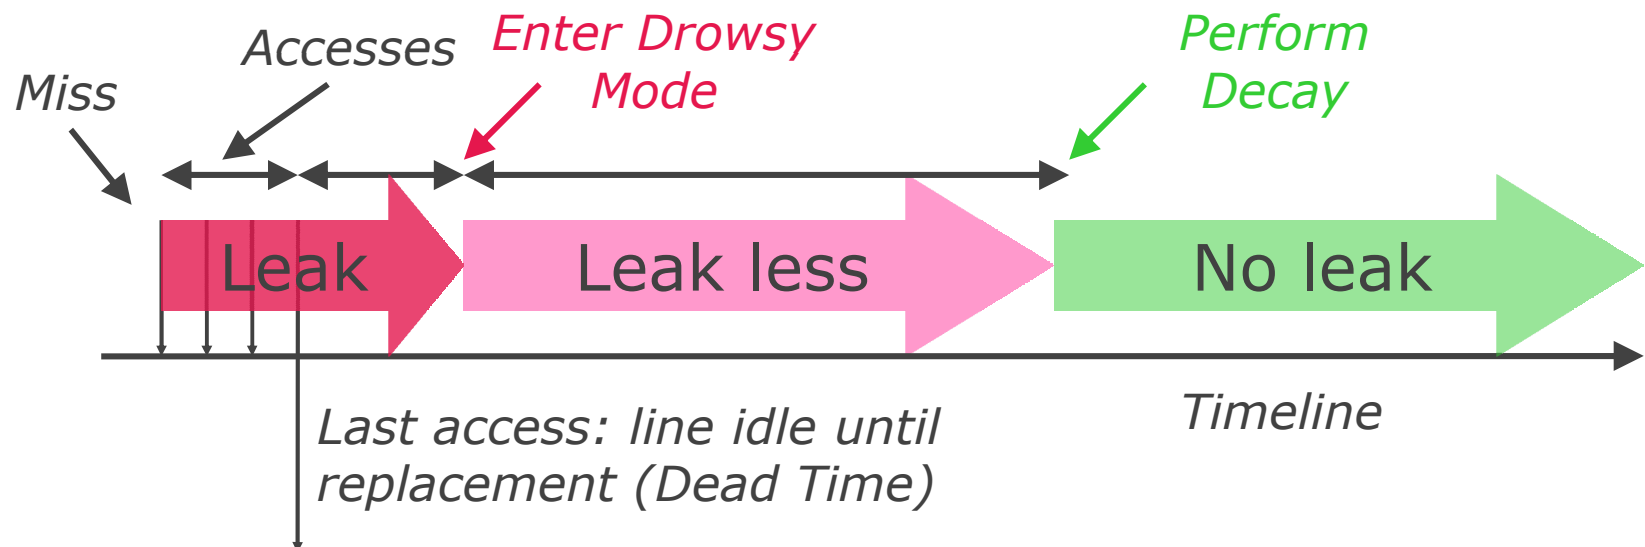 Miss
Accesses
Enter Drowsy
Mode
Perform
Decay
Leak
Leak less
No leak
Last access: line idle until
replacement (Dead Time)
Timeline